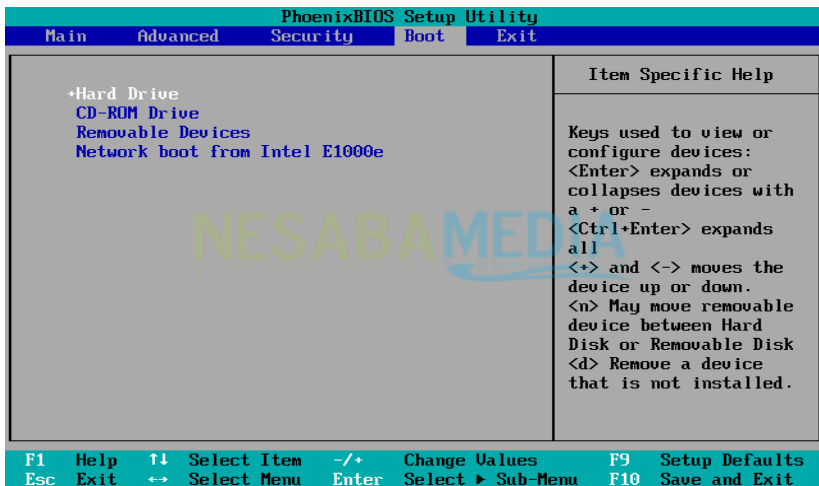 PhoenixBIOS Setup Utility
Main Advanced Security Boot Exit
+Hard Drive
CD-ROM Drive
Removable Devices
Network boot from Intel E1000e
Item Specific Help
Keys used to view or
configure devices:
<Enter> expands or
collapses devices with
a + or -
<Ctrl+Enter> expands
all
<+> and <-> moves the
device up or down.
<n> May move removable
device between Hard
Disk or Removable Disk
<d> Remove a device
that is not installed.
NESABAMEDIA
F1 Help ↑↓ Select Item -/+ Change Values F9 Setup Defaults
Esc Exit ↔ Select Menu Enter Select ▶ Sub-Menu F10 Save and Exit